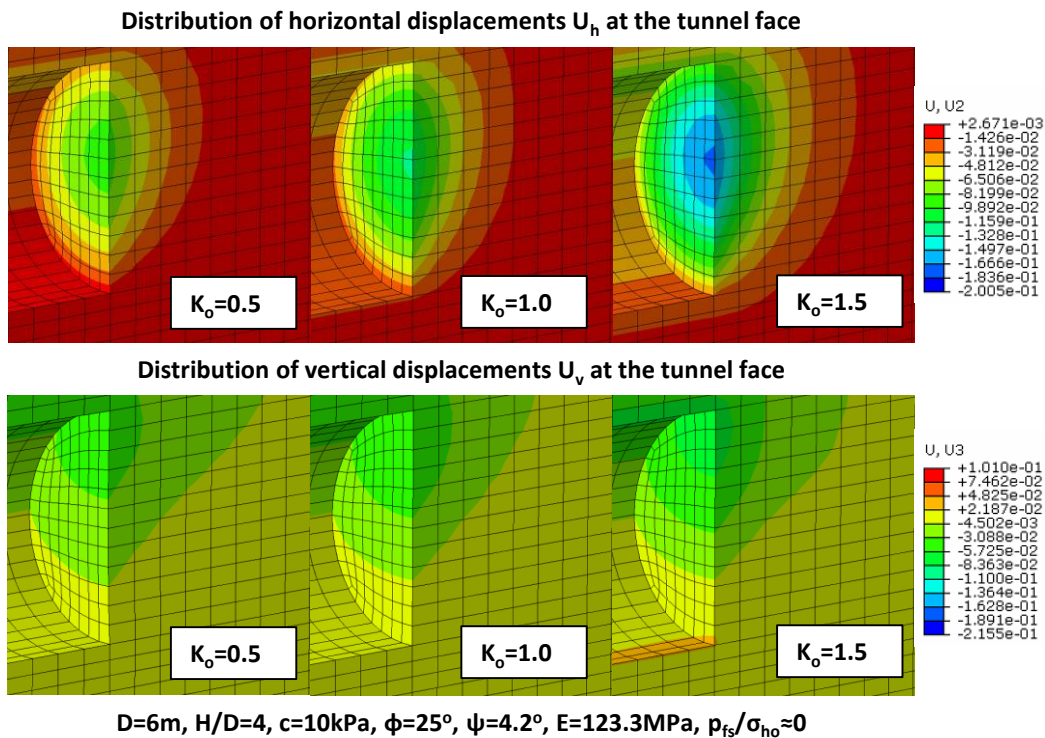 Distribution of horizontal displacements Uh at the tunnel face
U, U2
+2.671e-03
-1.426e-02
-3.119e-02
-4.812e-02
-6.506e-02
-8.199e-02
-9.892e-02
-1.159e-01
-1.328e-01
-1.497e-01
-1.666e-01
-1.836e-01
-2.005e-01
Ko=0.5
Ko=1.0
Ko=1.5
Distribution of vertical displacements Uv at the tunnel face
U, U3
+1.010e-01
+7.462e-02
+4.825e-02
+2.187e-02
-4.502e-03
-3.088e-02
-5.725e-02
-8.363e-02
-1.100e-01
-1.364e-01
-1.628e-01
-1.891e-01
-2.155e-01
Ko=0.5
Ko=1.0
Ko=1.5
D=6m, H/D=4, c=10kPa, ϕ=25°, ψ=4.2°, E=123.3MPa, pfs/σho≈0